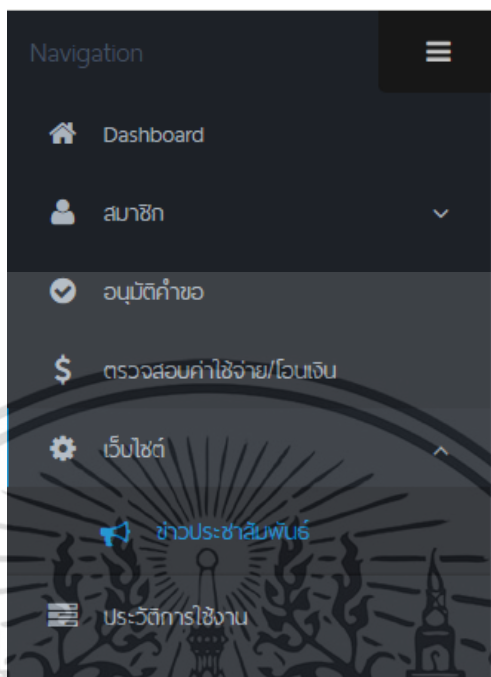 Navigation
Dashboard
สมาชิก
อนุมัติคำขอ
ตรวจสอบค่าใช้จ่าย/โอนเงิน
เว็บไซต์
ข่าวประชาสัมพันธ์
ประวัติการใช้งาน